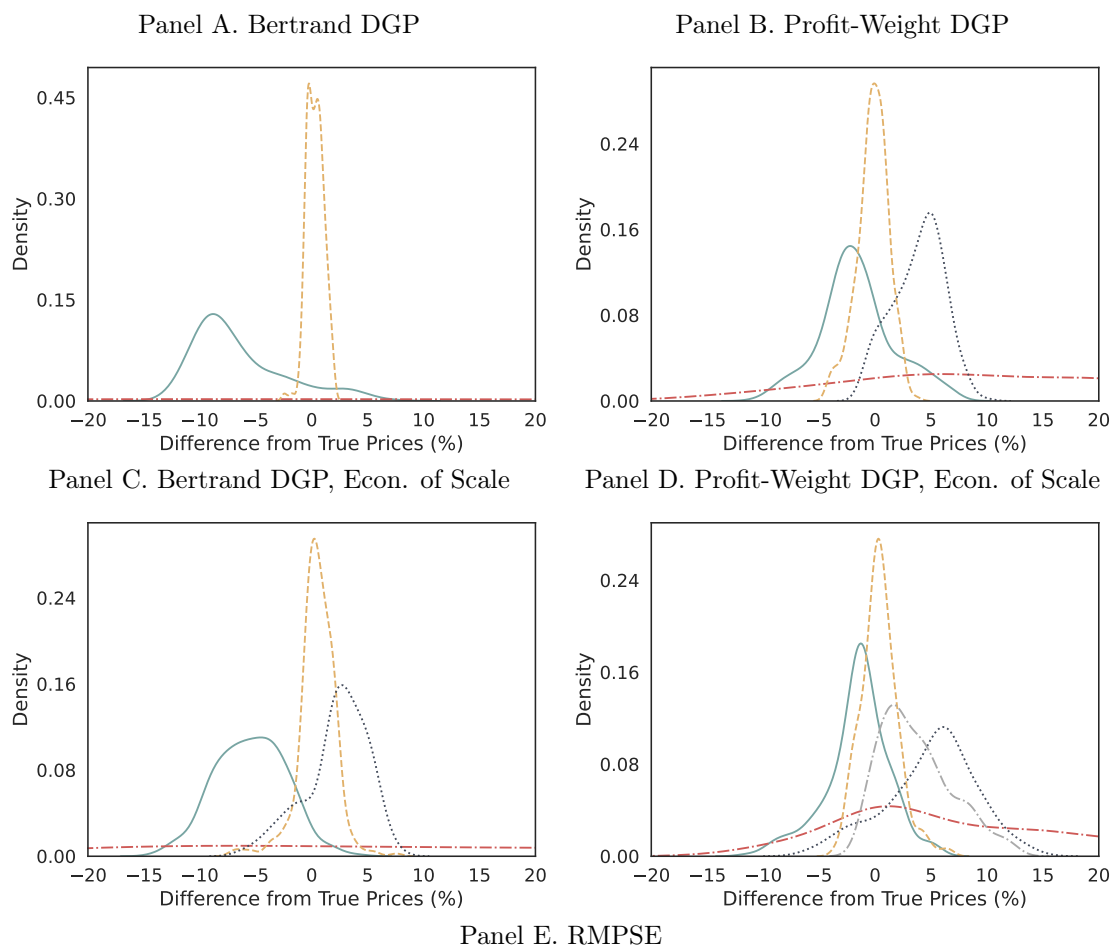 Panel A. Bertrand DGP
Panel B. Profit-Weight DGP
0.45
0.30
0.15
0.00
Density
−20 −15 −10 −5 0 5 10 15 20
Difference from True Prices (%)
0.24
0.16
0.08
0.00
Density
−20 −15 −10 −5 0 5 10 15 20
Difference from True Prices (%)
Panel C. Bertrand DGP, Econ. of Scale
Panel D. Profit-Weight DGP, Econ. of Scale
0.24
0.16
0.08
0.00
Density
−20 −15 −10 −5 0 5 10 15 20
Difference from True Prices (%)
0.24
0.16
0.08
0.00
Density
−20 −15 −10 −5 0 5 10 15 20
Difference from True Prices (%)
Panel E. RMPSE